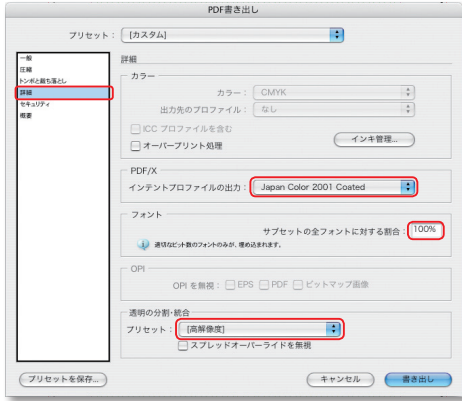 PDF書き出し
プリセット： [カスタム]
一般
圧縮
トンボと裁ち落とし
詳細
セキュリティ
概要
詳細
カラー
カラー： CMYK
出力先のプロファイル： なし
ICC プロファイルを含む
オーバープリント処理
インキ管理...
PDF/X
インテントプロファイルの出力： Japan Color 2001 Coated
フォント
サブセットの全フォントに対する割合： 100%
適切なビット数のフォントのみが、埋め込まれます。
OPI
OPI を無視： EPS PDF ビットマップ画像
透明の分割・統合
プリセット： [高解像度]
スプレッドオーバーライドを無視
プリセットを保存...
キャンセル
書き出し